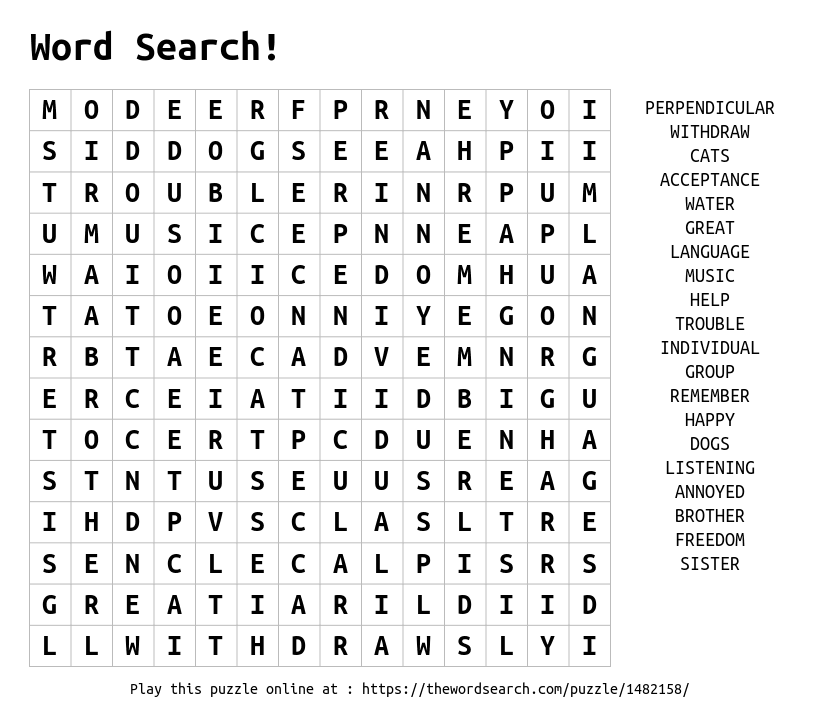 Word Search!
M O D E E R F P R N E Y O I
S I D D O G S E E A H P I I
T R O U B L E R I N R P U M
U M U S I C E P N N E A P L
W A I O I I C E D O M H U A
T A T O E O N N I Y E G O N
R B T A E C A D V E M N R G
E R C E I A T I I D B I G U
T O C E R T P C D U E N H A
S T N T U S E U U S R E A G
I H D P V S C L A S L T R E
S E N C L E C A L P I S R S
G R E A T I A R I L D I I D
L L W I T H D R A W S L Y I
PERPENDICULAR
WITHDRAW
CATS
ACCEPTANCE
WATER
GREAT
LANGUAGE
MUSIC
HELP
TROUBLE
INDIVIDUAL
GROUP
REMEMBER
HAPPY
DOGS
LISTENING
ANNOYED
BROTHER
FREEDOM
SISTER
Play this puzzle online at : https://thewordsearch.com/puzzle/1482158/